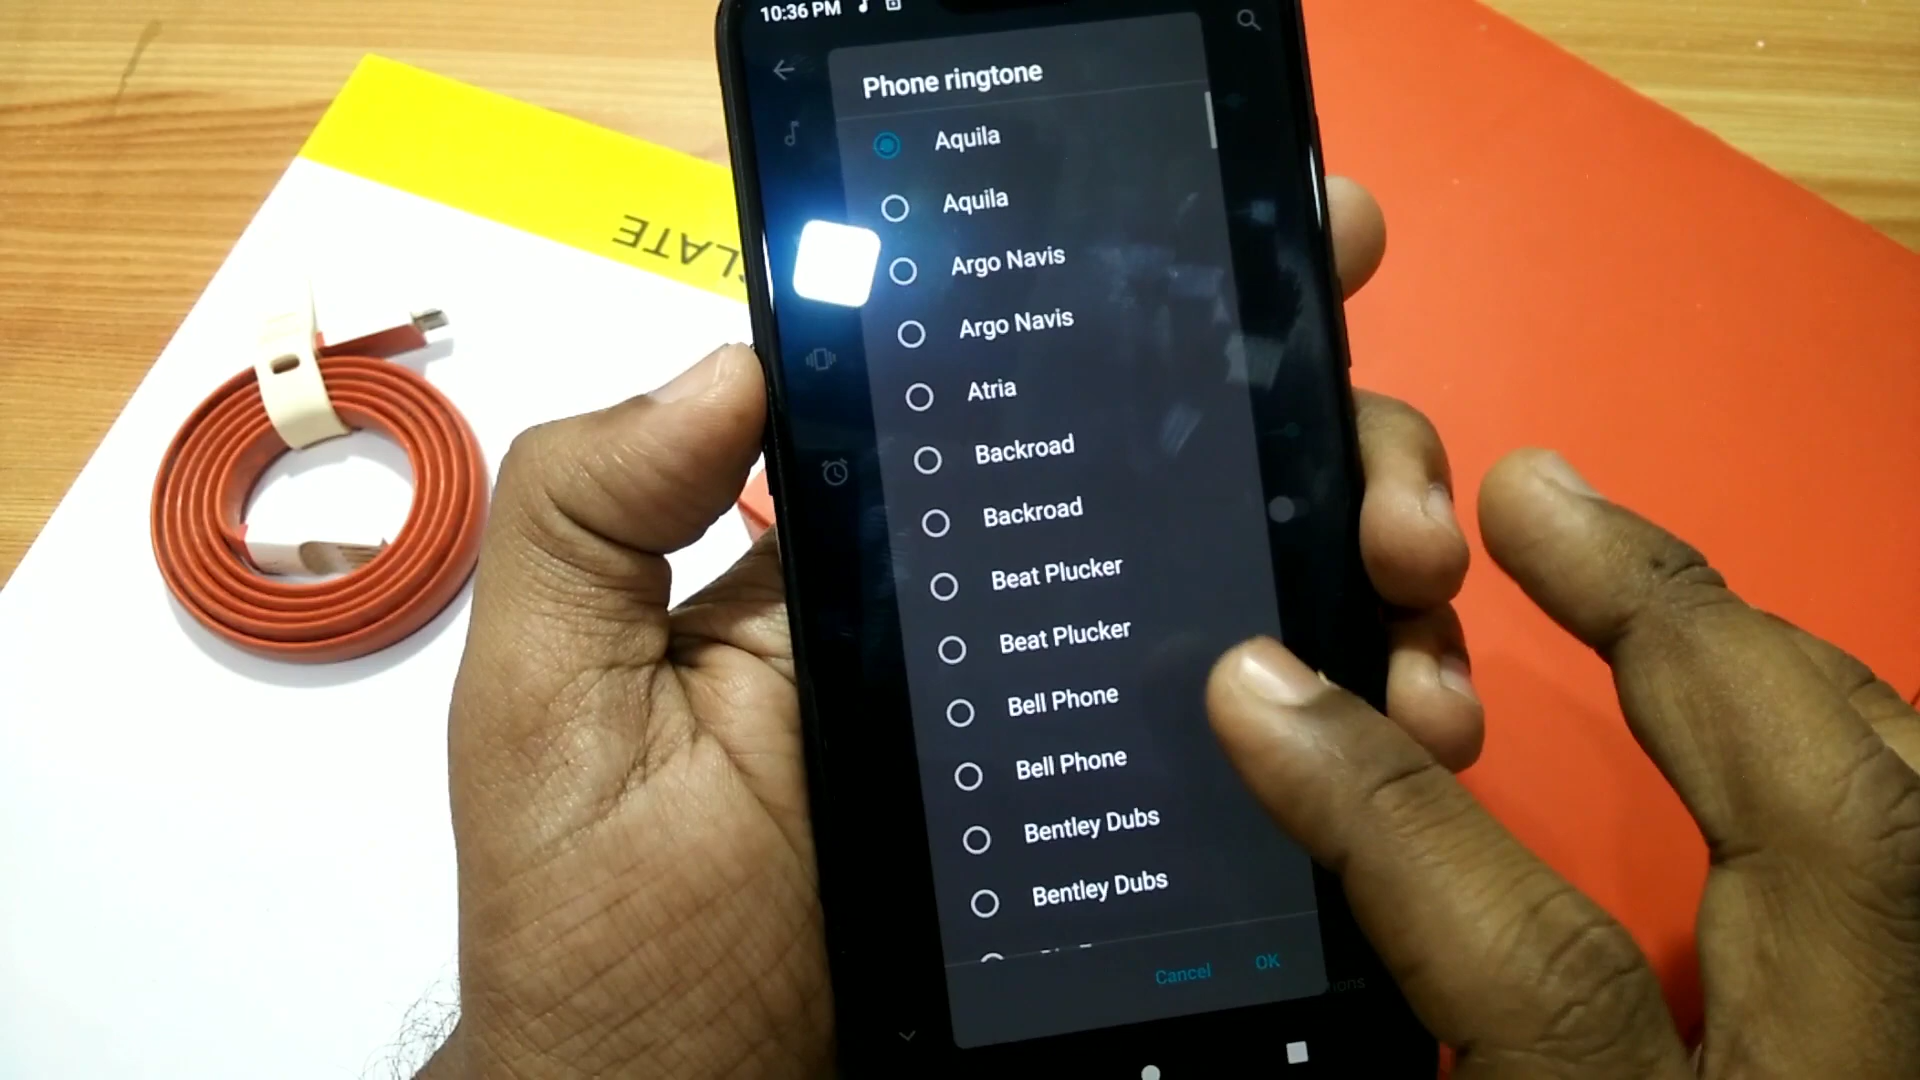 10:36 PM
Phone ringtone
Aquila
Aquila
Argo Navis
Argo Navis
Atria
Backroad
Backroad
Beat Plucker
Beat Plucker
Bell Phone
Bell Phone
Bentley Dubs
Bentley Dubs
Cancel OK